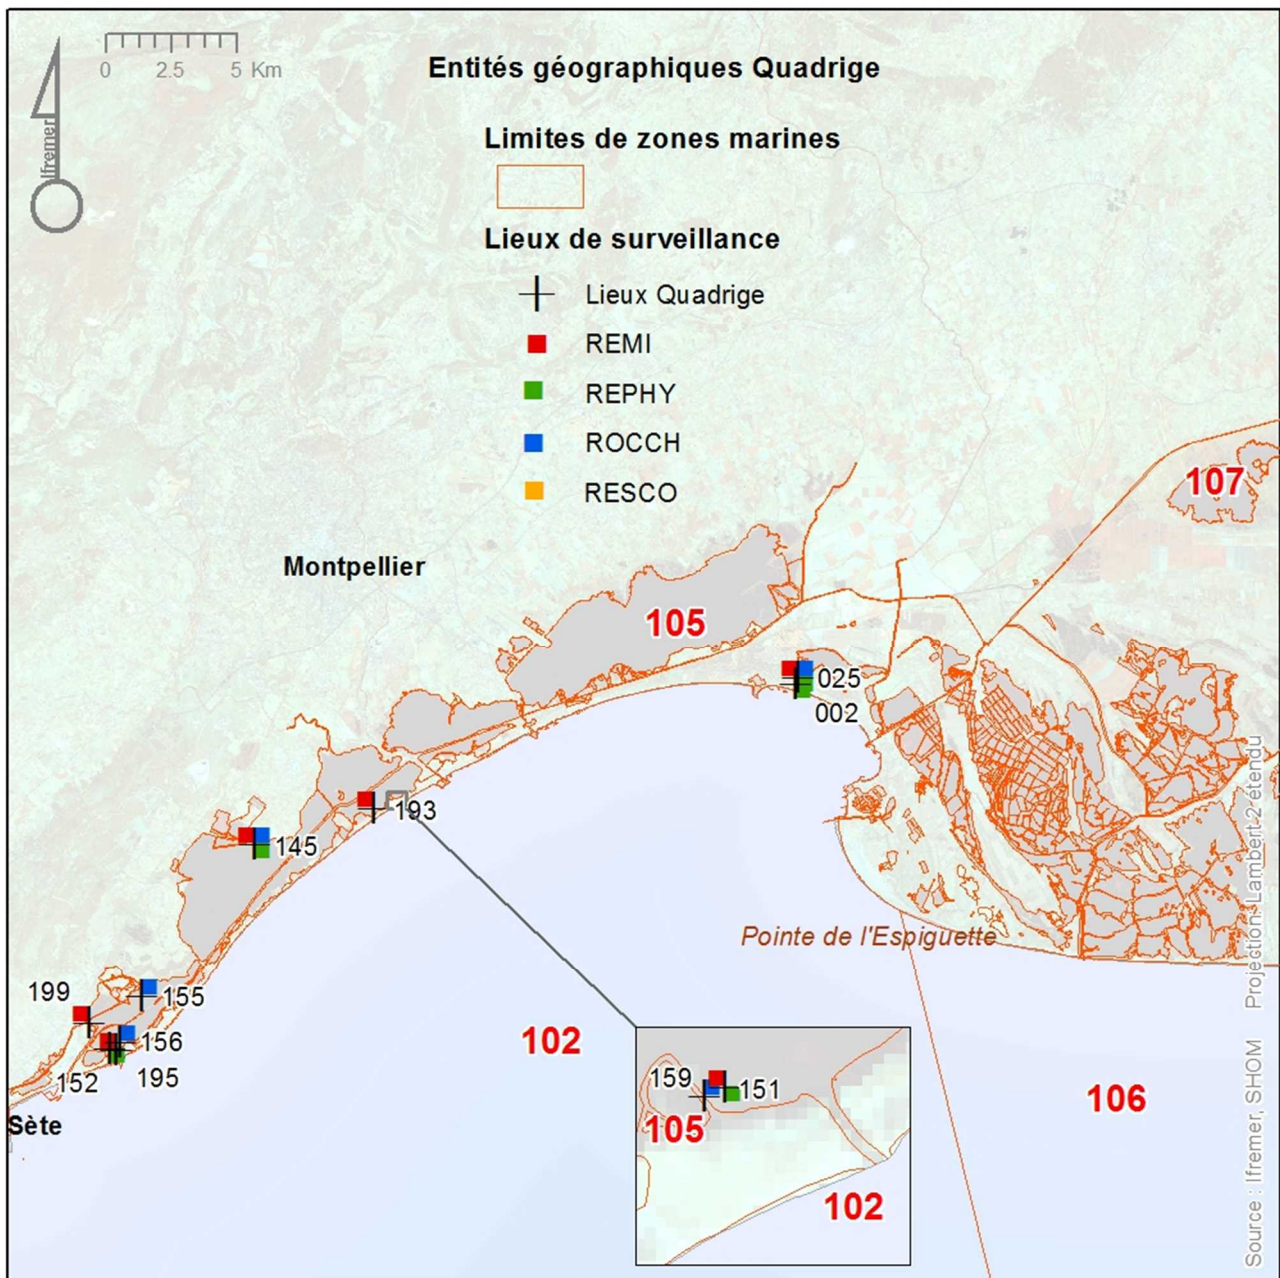 Ifremer
0 2.5 5 Km
Entités géographiques Quadrige
Limites de zones marines
Lieux de surveillance
Lieux Quadrige
REMI
REPHY
ROCCH
RESCO
107
Montpellier
105
025
002
193
145
Pointe de l'Espiguette
199
155
156
152
195
Sète
102
106
159
151
105
102
Source : Ifremer, SHOM Projection Lambert-2 étendu